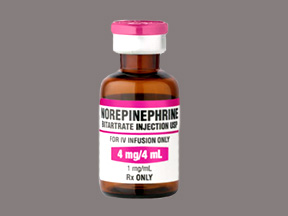 NOREPINEPHRINE
BITARTRATE INJECTION USP
FOR IV INFUSION ONLY
4 mg/4 mL
1 mg/mL
Rx ONLY